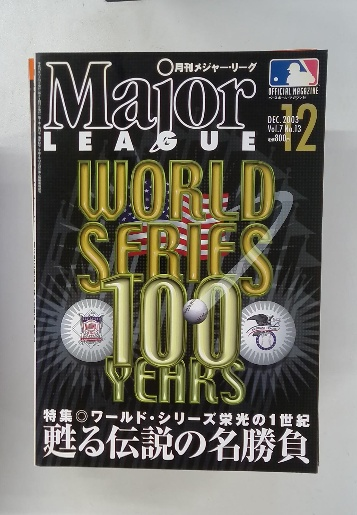 月刊メジャー・リーグ
Major
LEAGUE
OFFICIAL MAGAZINE
DEC. 2003
Vol.7 No.13
12
WORLD
SERIES
100
YEARS
特集◎ワールド・シリーズ栄光の1世紀
甦る伝説の名勝負